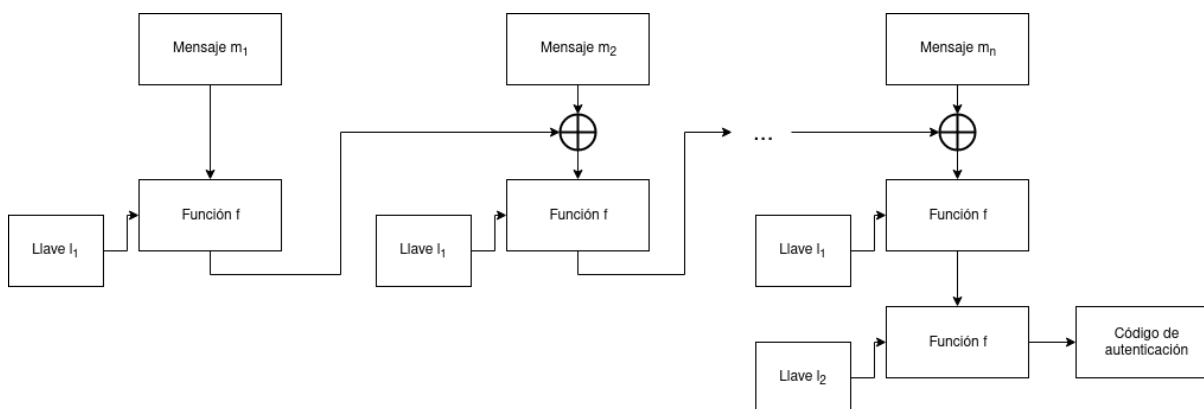 Mensaje m1
Mensaje m2
Mensaje mn
...
Función f
Función f
Función f
Llave l1
Llave l1
Llave l1
Función f
Código de
autenticación
Llave l2